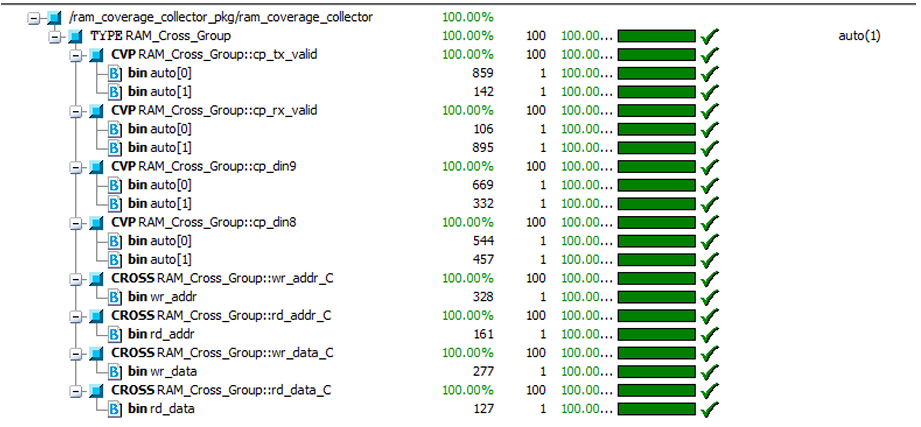 /ram_coverage_collector_pkg/ram_coverage_collector 100.00%
TYPE RAM_Cross_Group 100.00% 100 100.00... auto(1)
CVP RAM_Cross_Group::cp_tx_valid 100.00% 100 100.00...
B] bin auto[0] 859 1 100.00...
B] bin auto[1] 142 1 100.00...
CVP RAM_Cross_Group::cp_rx_valid 100.00% 100 100.00...
B] bin auto[0] 106 1 100.00...
B] bin auto[1] 895 1 100.00...
CVP RAM_Cross_Group::cp_din9 100.00% 100 100.00...
B] bin auto[0] 669 1 100.00...
B] bin auto[1] 332 1 100.00...
CVP RAM_Cross_Group::cp_din8 100.00% 100 100.00...
B] bin auto[0] 544 1 100.00...
B] bin auto[1] 457 1 100.00...
CROSS RAM_Cross_Group::wr_addr_C 100.00% 100 100.00...
B] bin wr_addr 328 1 100.00...
CROSS RAM_Cross_Group::rd_addr_C 100.00% 100 100.00...
B] bin rd_addr 161 1 100.00...
CROSS RAM_Cross_Group::wr_data_C 100.00% 100 100.00...
B] bin wr_data 277 1 100.00...
CROSS RAM_Cross_Group::rd_data_C 100.00% 100 100.00...
B] bin rd_data 127 1 100.00...